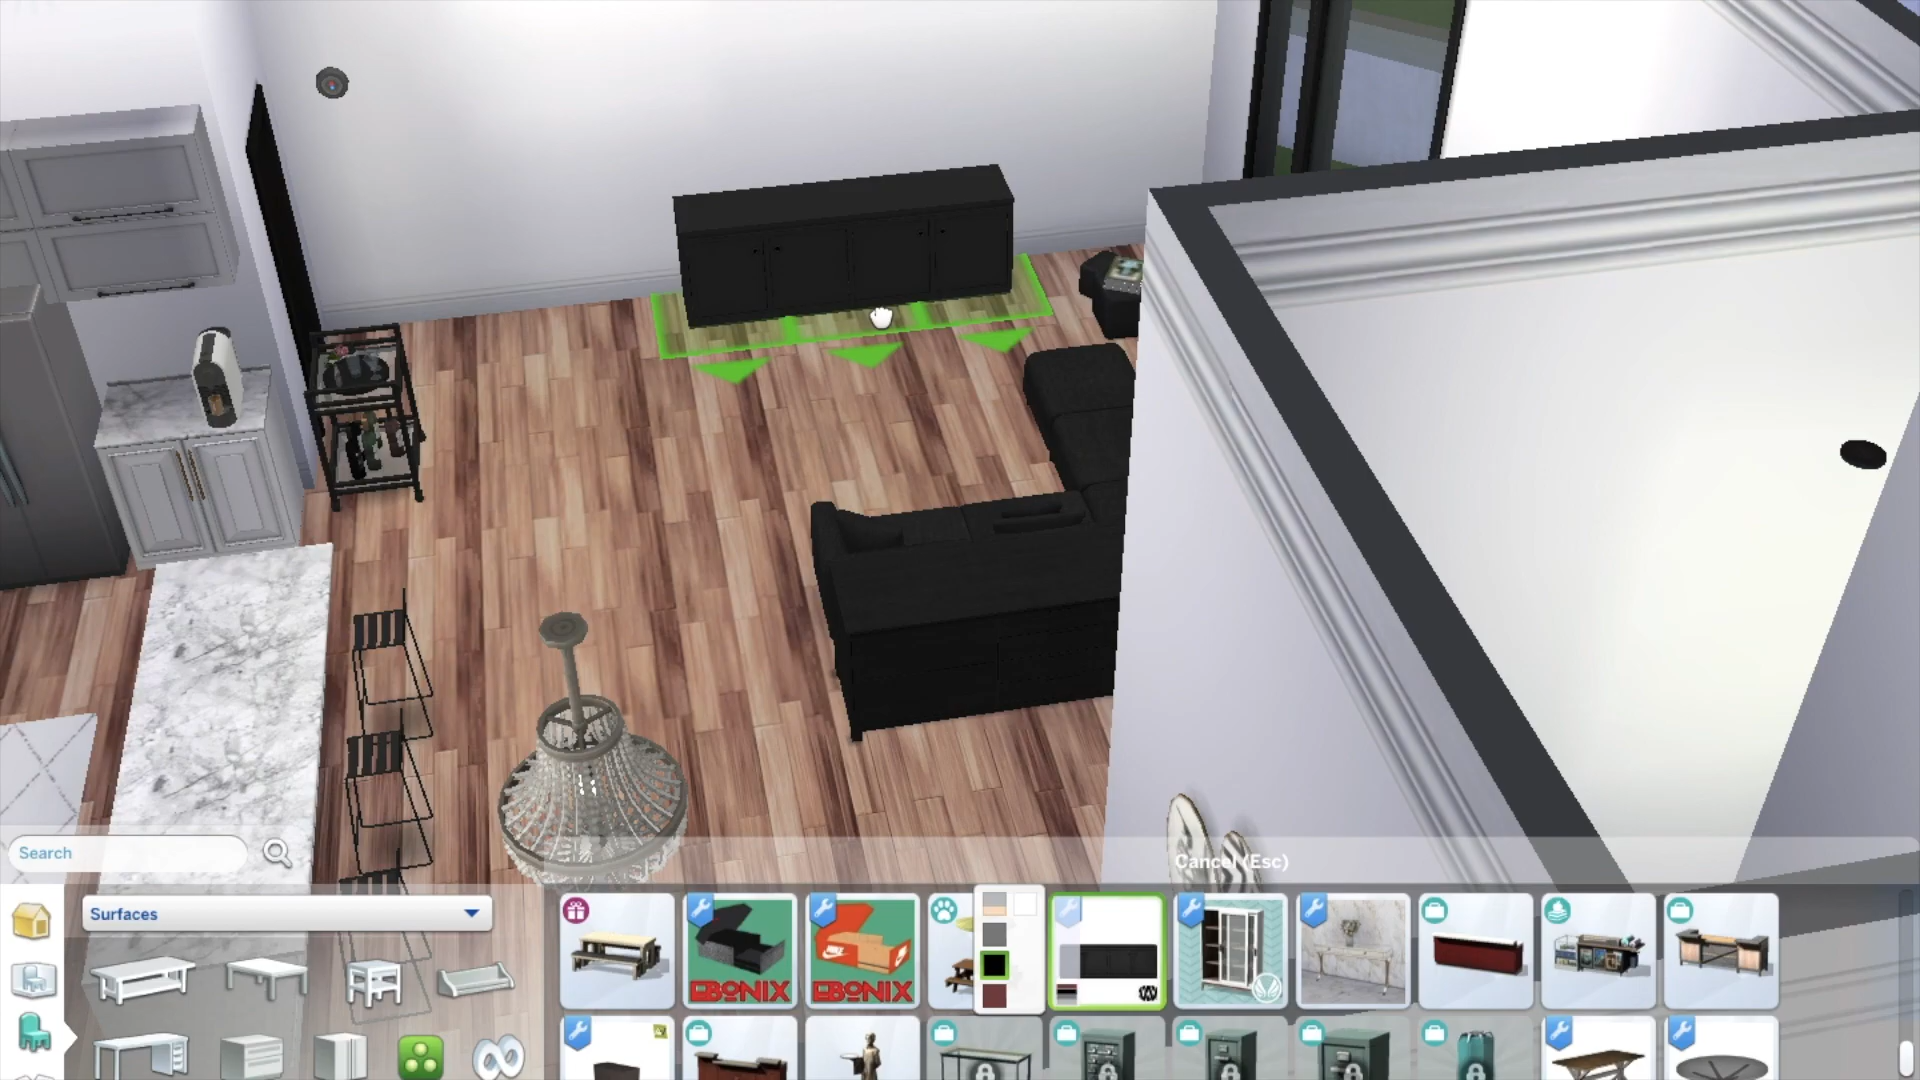 Search
Cancel (Esc)
Surfaces
EBONIX
EBONIX